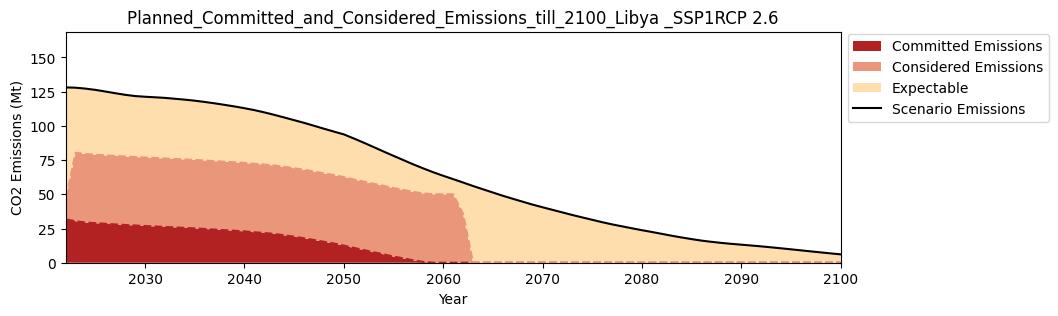 Planned_Committed_and_Considered_Emissions_till_2100_Libya _SSP1RCP 2.6
150
125
100
75
50
25
0
CO2 Emissions (Mt)
2030 2040 2050 2060 2070 2080 2090 2100
Year
Committed Emissions
Considered Emissions
Expectable
Scenario Emissions